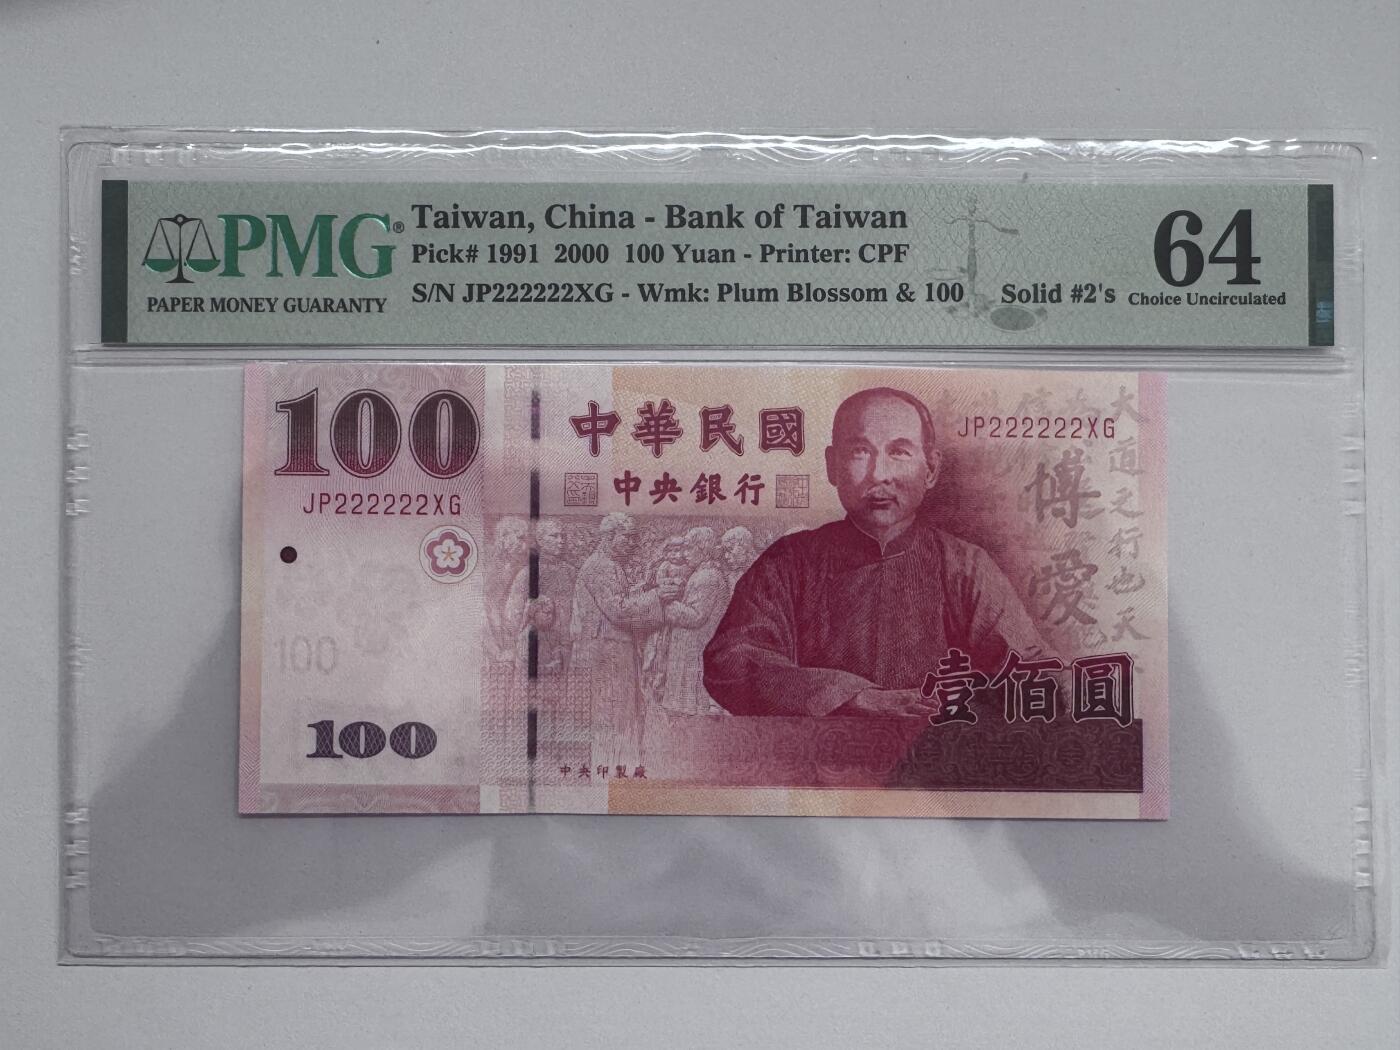 PMG®
PAPER MONEY GUARANTY
Taiwan, China - Bank of Taiwan
Pick# 1991 2000 100 Yuan - Printer: CPF
S/N JP222222XG - Wmk: Plum Blossom & 100
Solid #2's
64
Choice Uncirculated
100
JP222222XG
100
100
中華民國
中央銀行
中央印製廠
JP222222XG
博愛
大道之行也天
壹佰圓